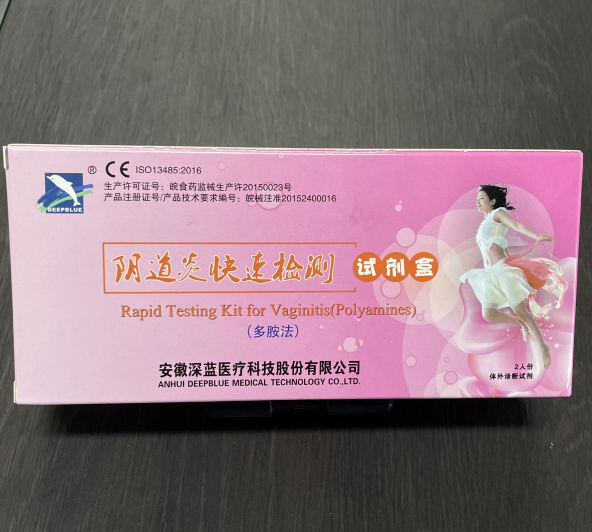 ® CE ISO13485:2016
生产许可证号：皖食药监械生产许20150023号
产品注册证号/产品技术要求编号：皖械注准20152400016
DEEPBLUE
阴道炎快速检测试剂盒
Rapid Testing Kit for Vaginitis(Polyamines)
（多胺法）
安徽深蓝医疗科技股份有限公司
ANHUI DEEPBLUE MEDICAL TECHNOLOGY CO.,LTD.
2人份
体外诊断试剂